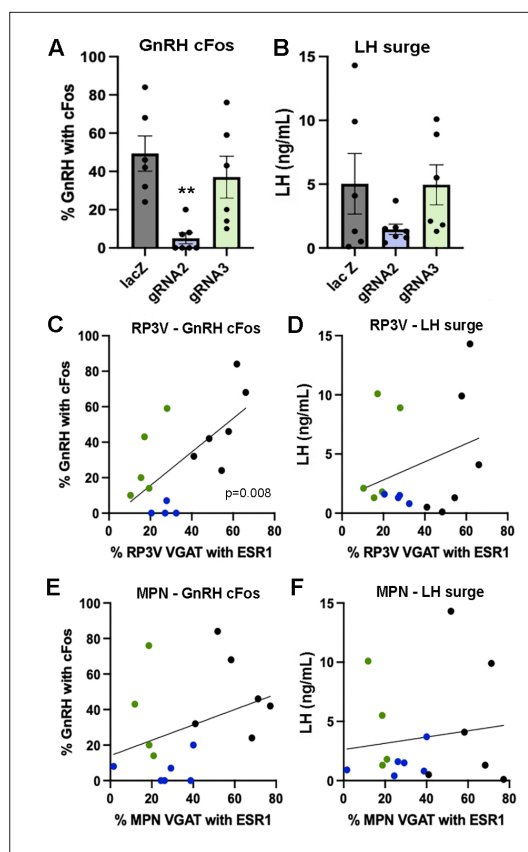 A GnRH cFos
% GnRH with cFos
100
80
60
40
20
0
**
lacZ
gRNA2
gRNA3
B LH surge
LH (ng/mL)
15
10
5
0
lac Z
gRNA2
gRNA3
C RP3V - GnRH cFos
% GnRH with cFos
100
80
60
40
20
0
p=0.008
0 20 40 60 80
% RP3V VGAT with ESR1
D RP3V - LH surge
LH (ng/mL)
15
10
5
0
0 20 40 60 80
% RP3V VGAT with ESR1
E MPN - GnRH cFos
% GnRH with cFos
100
80
60
40
20
0
0 20 40 60 80
% MPN VGAT with ESR1
F MPN - LH surge
LH (ng/mL)
15
10
5
0
0 20 40 60 80
% MPN VGAT with ESR1